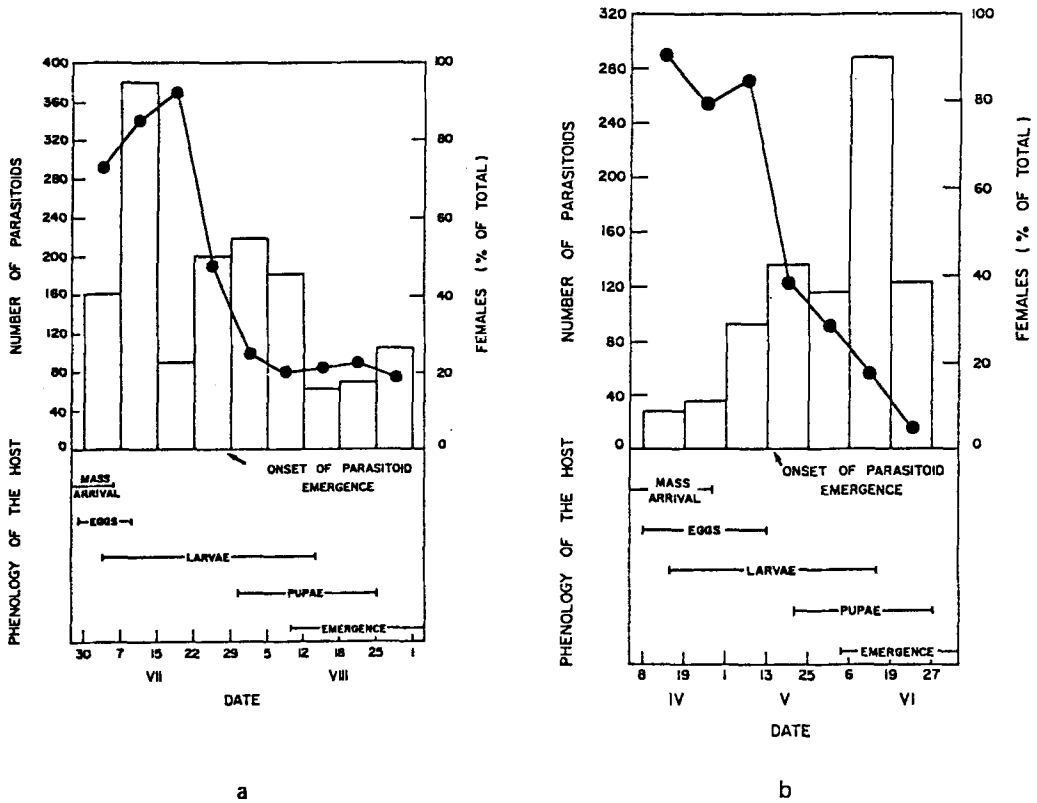 400
360
320
280
240
200
160
120
80
40
0
NUMBER OF PARASITOIDS
100
80
60
40
20
0
FEMALES (% OF TOTAL)
ONSET OF PARASITOID
EMERGENCE
PHENOLOGY OF THE HOST
MASS
ARRIVAL
EGGS
LARVAE
PUPAE
EMERGENCE
30 7 15 22 29 5 12 18 25 1
VII VIII
DATE
a
320
260
240
200
160
120
80
40
0
NUMBER OF PARASITOIDS
100
80
60
40
20
0
FEMALES (% OF TOTAL)
ONSET OF PARASITOID
EMERGENCE
PHENOLOGY OF THE HOST
MASS
ARRIVAL
EGGS
LARVAE
PUPAE
EMERGENCE
8 19 1 13 18 25 6 19 27
IV V VI
DATE
b